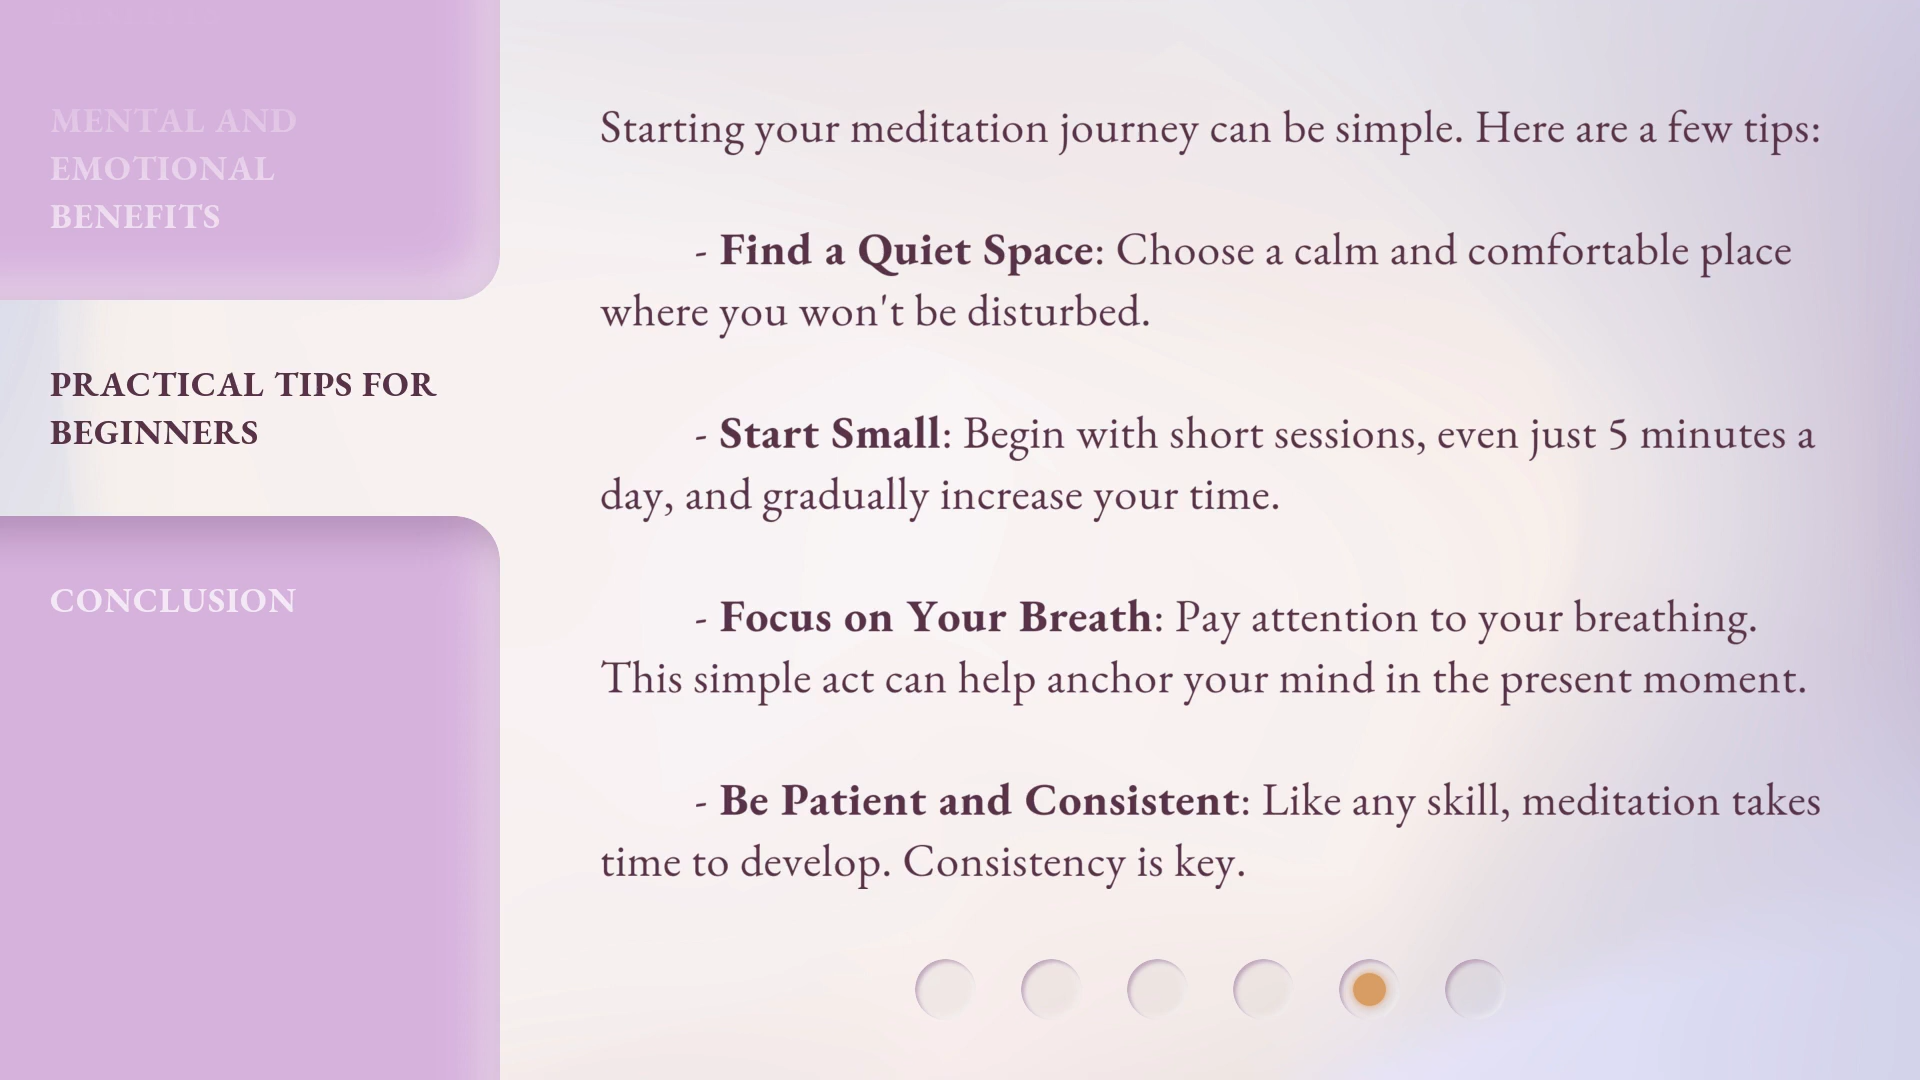 MENTAL AND
EMOTIONAL
BENEFITS
PRACTICAL TIPS FOR
BEGINNERS
CONCLUSION
Starting your meditation journey can be simple. Here are a few tips:
- Find a Quiet Space: Choose a calm and comfortable place
where you won't be disturbed.
- Start Small: Begin with short sessions, even just 5 minutes a
day, and gradually increase your time.
- Focus on Your Breath: Pay attention to your breathing.
This simple act can help anchor your mind in the present moment.
- Be Patient and Consistent: Like any skill, meditation takes
time to develop. Consistency is key.